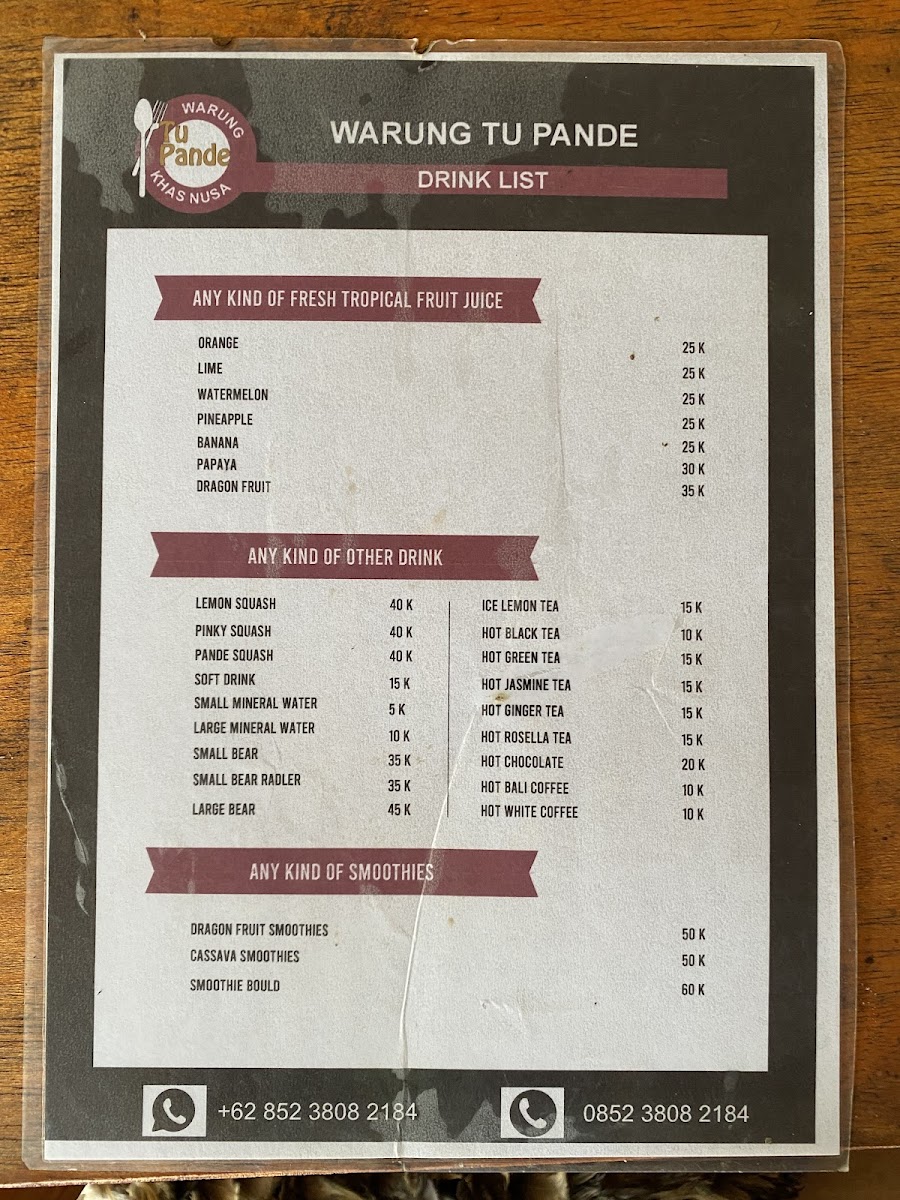 WARUNG
Tu
Pande
KHAS NUSA
WARUNG TU PANDE
DRINK LIST
ANY KIND OF FRESH TROPICAL FRUIT JUICE
ORANGE 25 K
LIME 25 K
WATERMELON 25 K
PINEAPPLE 25 K
BANANA 25 K
PAPAYA 30 K
DRAGON FRUIT 35 K
ANY KIND OF OTHER DRINK
LEMON SQUASH 40 K
PINKY SQUASH 40 K
PANDE SQUASH 40 K
SOFT DRINK 15 K
SMALL MINERAL WATER 5 K
LARGE MINERAL WATER 10 K
SMALL BEAR 35 K
SMALL BEAR RADLER 35 K
LARGE BEAR 45 K
ICE LEMON TEA 15 K
HOT BLACK TEA 10 K
HOT GREEN TEA 15 K
HOT JASMINE TEA 15 K
HOT GINGER TEA 15 K
HOT ROSELLA TEA 15 K
HOT CHOCOLATE 20 K
HOT BALI COFFEE 10 K
HOT WHITE COFFEE 10 K
ANY KIND OF SMOOTHIES
DRAGON FRUIT SMOOTHIES 50 K
CASSAVA SMOOTHIES 50 K
SMOOTHIE BOULD 60 K
+62 852 3808 2184 0852 3808 2184